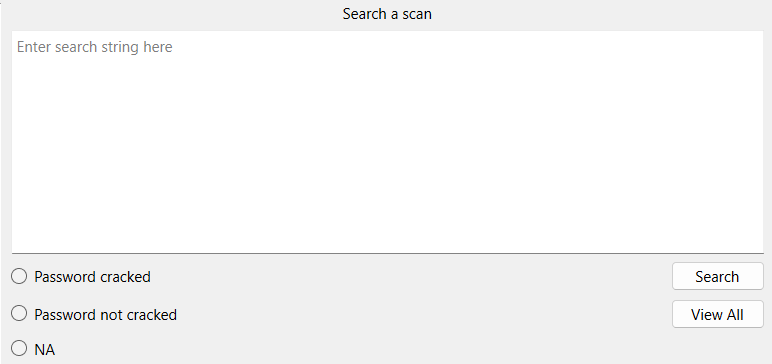 Search a scan
Enter search string here
Password cracked
Search
Password not cracked
View All
NA